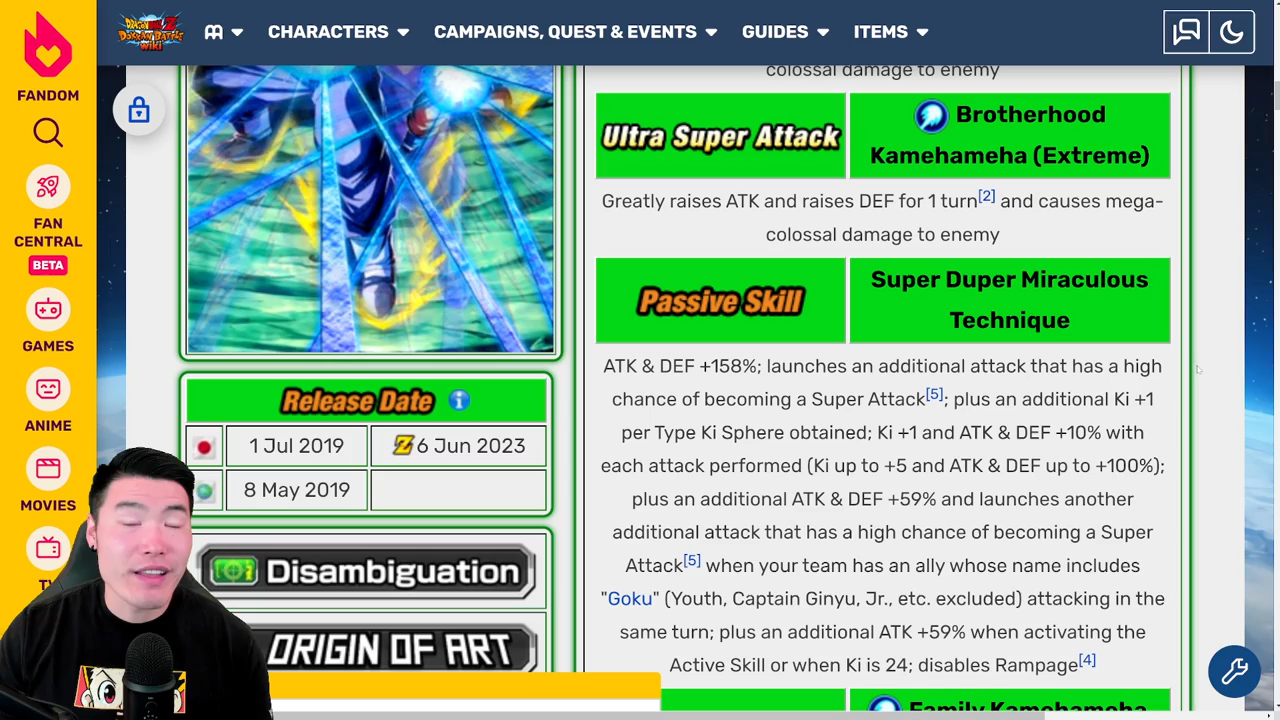 DRAGON BALL Z
DOKKAN BATTLE
WIKI
CHARACTERS
CAMPAIGNS, QUEST & EVENTS
GUIDES
ITEMS
FANDOM
FAN
CENTRAL
BETA
GAMES
ANIME
MOVIES
TV
colossal damage to enemy
Ultra Super Attack
Brotherhood
Kamehameha (Extreme)
Greatly raises ATK and raises DEF for 1 turn[2] and causes mega-
colossal damage to enemy
Passive Skill
Super Duper Miraculous
Technique
ATK & DEF +158%; launches an additional attack that has a high
chance of becoming a Super Attack[5]; plus an additional Ki +1
per Type Ki Sphere obtained; Ki +1 and ATK & DEF +10% with
each attack performed (Ki up to +5 and ATK & DEF up to +100%);
plus an additional ATK & DEF +59% and launches another
additional attack that has a high chance of becoming a Super
Attack[5] when your team has an ally whose name includes
"Goku" (Youth, Captain Ginyu, Jr., etc. excluded) attacking in the
same turn; plus an additional ATK +59% when activating the
Active Skill or when Ki is 24; disables Rampage[4]
Family Kamehameha
Release Date
1 Jul 2019
Z 6 Jun 2023
8 May 2019
Disambiguation
ORIGIN OF ART